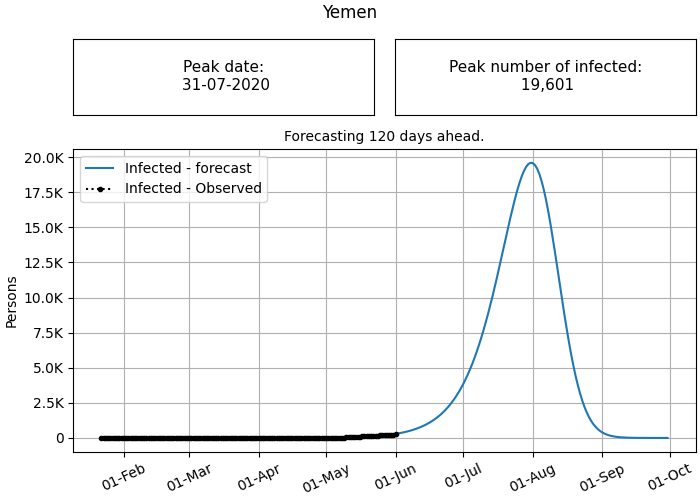 Yemen
Peak date:
31-07-2020
Peak number of infected:
19,601
Forecasting 120 days ahead.
Infected - forecast
Infected - Observed
20.0K
17.5K
15.0K
12.5K
10.0K
7.5K
5.0K
2.5K
0
Persons
01-Feb
01-Mar
01-Apr
01-May
01-Jun
01-Jul
01-Aug
01-Sep
01-Oct